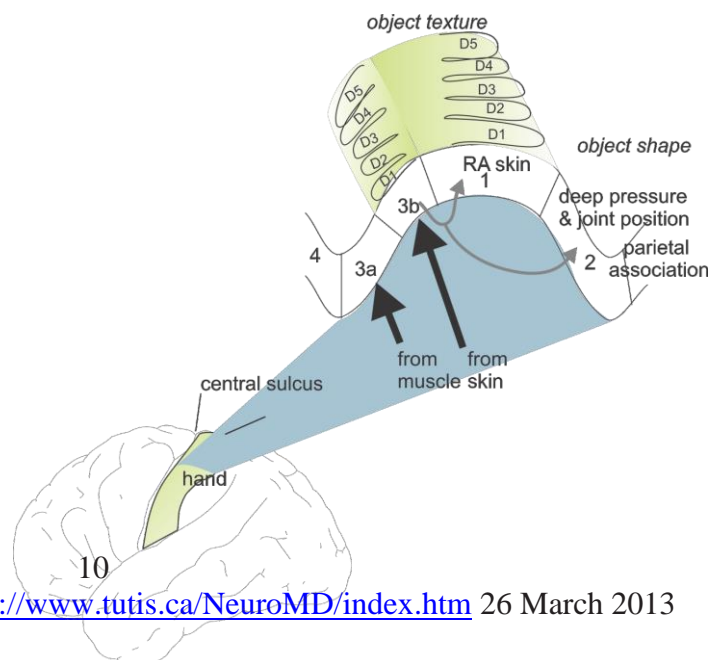 object texture
D5
D4
D3
D2
D1
D5
D4
D3
D2
D1
object shape
RA skin
1
3b
deep pressure
& joint position
4
3a
2
parietal
association
from
muscle
from
skin
central sulcus
hand
10
://www.tutis.ca/NeuroMD/index.htm 26 March 2013